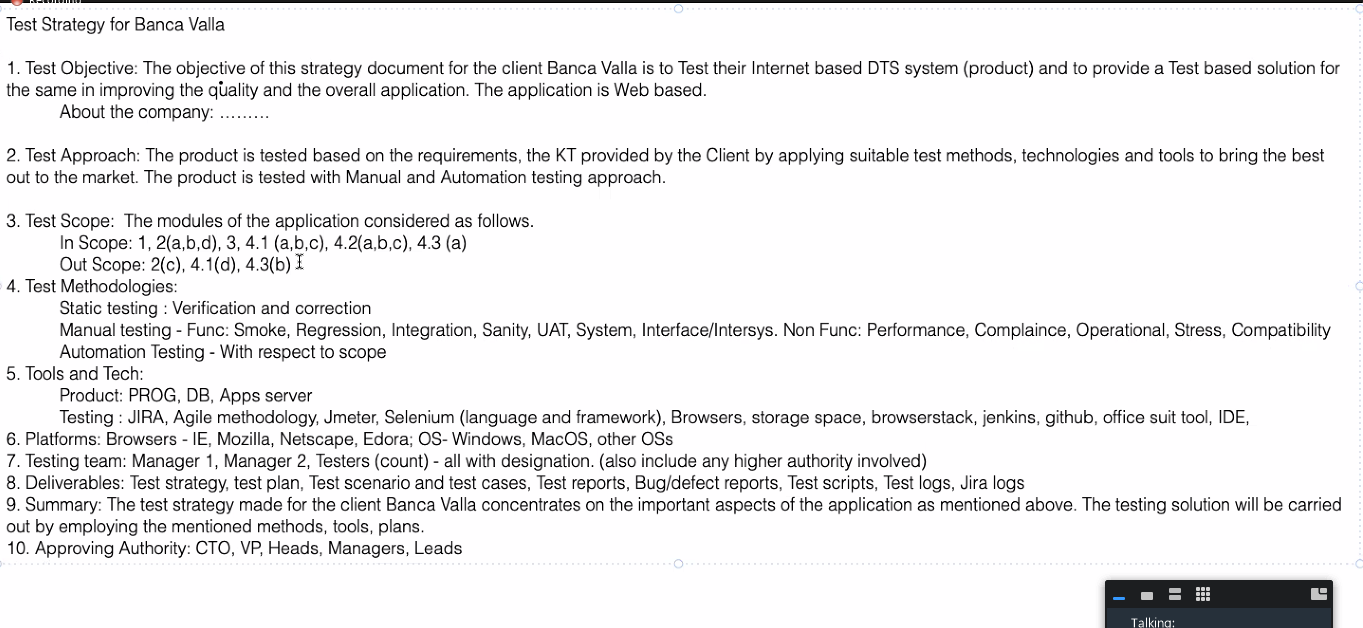 Test Strategy for Banca Valla
1. Test Objective: The objective of this strategy document for the client Banca Valla is to Test their Internet based DTS system (product) and to provide a Test based solution for
the same in improving the quality and the overall application. The application is Web based.
About the company: ………
2. Test Approach: The product is tested based on the requirements, the KT provided by the Client by applying suitable test methods, technologies and tools to bring the best
out to the market. The product is tested with Manual and Automation testing approach.
3. Test Scope:  The modules of the application considered as follows.
In Scope: 1, 2(a,b,d), 3, 4.1 (a,b,c), 4.2(a,b,c), 4.3 (a)
Out Scope: 2(c), 4.1(d), 4.3(b)
4. Test Methodologies:
Static testing : Verification and correction
Manual testing - Func: Smoke, Regression, Integration, Sanity, UAT, System, Interface/Intersys. Non Func: Performance, Complaince, Operational, Stress, Compatibility
Automation Testing - With respect to scope
5. Tools and Tech:
Product: PROG, DB, Apps server
Testing : JIRA, Agile methodology, Jmeter, Selenium (language and framework), Browsers, storage space, browserstack, jenkins, github, office suit tool, IDE,
6. Platforms: Browsers - IE, Mozilla, Netscape, Edora; OS- Windows, MacOS, other OSs
7. Testing team: Manager 1, Manager 2, Testers (count) - all with designation. (also include any higher authority involved)
8. Deliverables: Test strategy, test plan, Test scenario and test cases, Test reports, Bug/defect reports, Test scripts, Test logs, Jira logs
9. Summary: The test strategy made for the client Banca Valla concentrates on the important aspects of the application as mentioned above. The testing solution will be carried
out by employing the mentioned methods, tools, plans.
10. Approving Authority: CTO, VP, Heads, Managers, Leads
Talking: